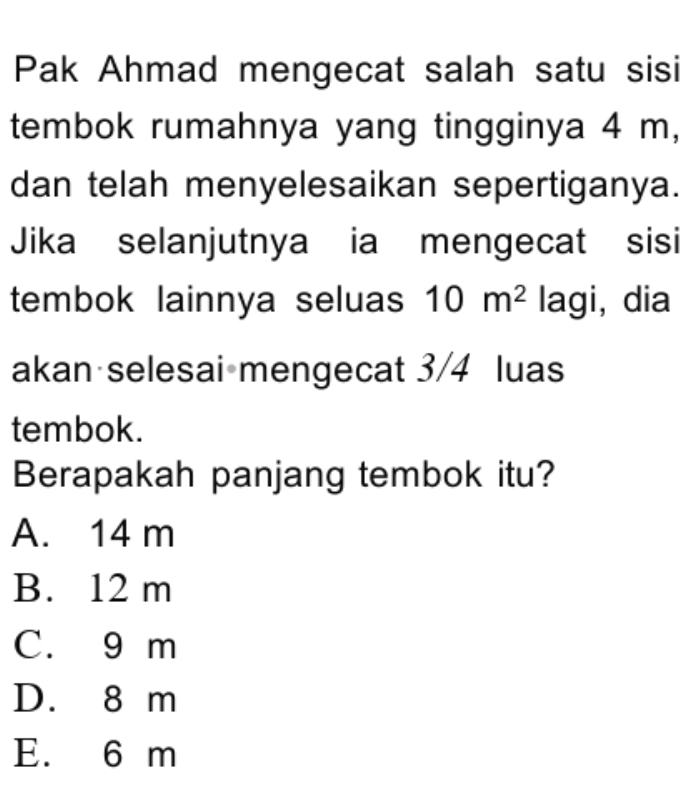 Pak Ahmad mengecat salah satu sisi
tembok rumahnya yang tingginya 4 m,
dan telah menyelesaikan sepertiganya.
Jika selanjutnya ia mengecat sisi
tembok lainnya seluas 10 m² lagi, dia
akan selesai mengecat 3/4 luas
tembok.
Berapakah panjang tembok itu?
A. 14 m
B. 12 m
C. 9 m
D. 8 m
E. 6 m